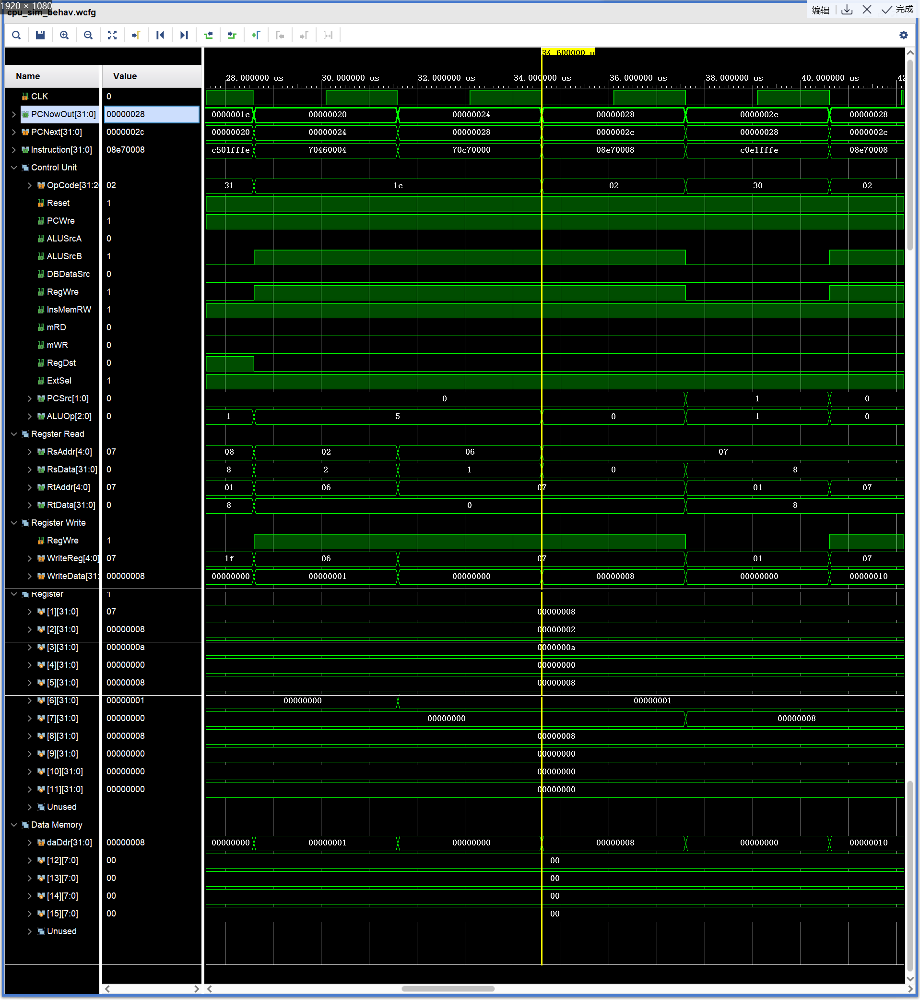 1920 × 1080
cpu_sim_behav.wcfg
编辑 完成
34.600000 u
Name Value
28.000000 us 30.000000 us 32.000000 us 34.000000 us 36.000000 us 38.000000 us 40.000000 us 42
CLK 0
PCNowOut[31:0] 00000028 0000001c 00000020 00000024 00000028 0000002c 00000028
PCNext[31:0] 0000002c 00000020 00000024 00000028 0000002c 00000028 0000002c
Instruction[31:0] 08e70008 c501fffe 70460004 70c70000 08e70008 c0e1fffe 08e70008
Control Unit
OpCode[31:2 02 31 1c 02 30 02
Reset 1
PCWre 1
ALUSrcA 0
ALUSrcB 1
DBDataSrc 0
RegWre 1
InsMemRW 1
mRD 0
mWR 0
RegDst 0
ExtSel 1
PCSrc[1:0] 0 0 1 0
ALUOp[2:0] 0 1 5 0 1 0
Regster Read
RsAddr[4:0] 07 08 02 06 07
RsData[31:0] 0 8 2 1 0 8
RtAddr[4:0] 07 01 06 07 01 07
RtData[31:0] 0 8 0 8
Register Write
RegWre 1
WriteReg[4:0] 07 1f 06 07 01 07
WriteData[31: 00000008 00000000 00000001 00000000 00000008 00000000 00000010
Register 1
[1][31:0] 07 00000008
[2][31:0] 00000008 00000002
[3][31:0] 0000000a 0000000a
[4][31:0] 00000000 00000000
[5][31:0] 00000008 00000008
[6][31:0] 00000001 00000000 00000001
[7][31:0] 00000000 00000000 00000008
[8][31:0] 00000008 00000008
[9][31:0] 00000000 00000000
[10][31:0] 00000000 00000000
[11][31:0] 00000000 00000000
Unused
Data Memory
daDdr[31:0] 00000008 00000000 00000001 00000000 00000008 00000000 00000010
[12][7:0] 00 00
[13][7:0] 00 00
[14][7:0] 00 00
[15][7:0] 00 00
Unused